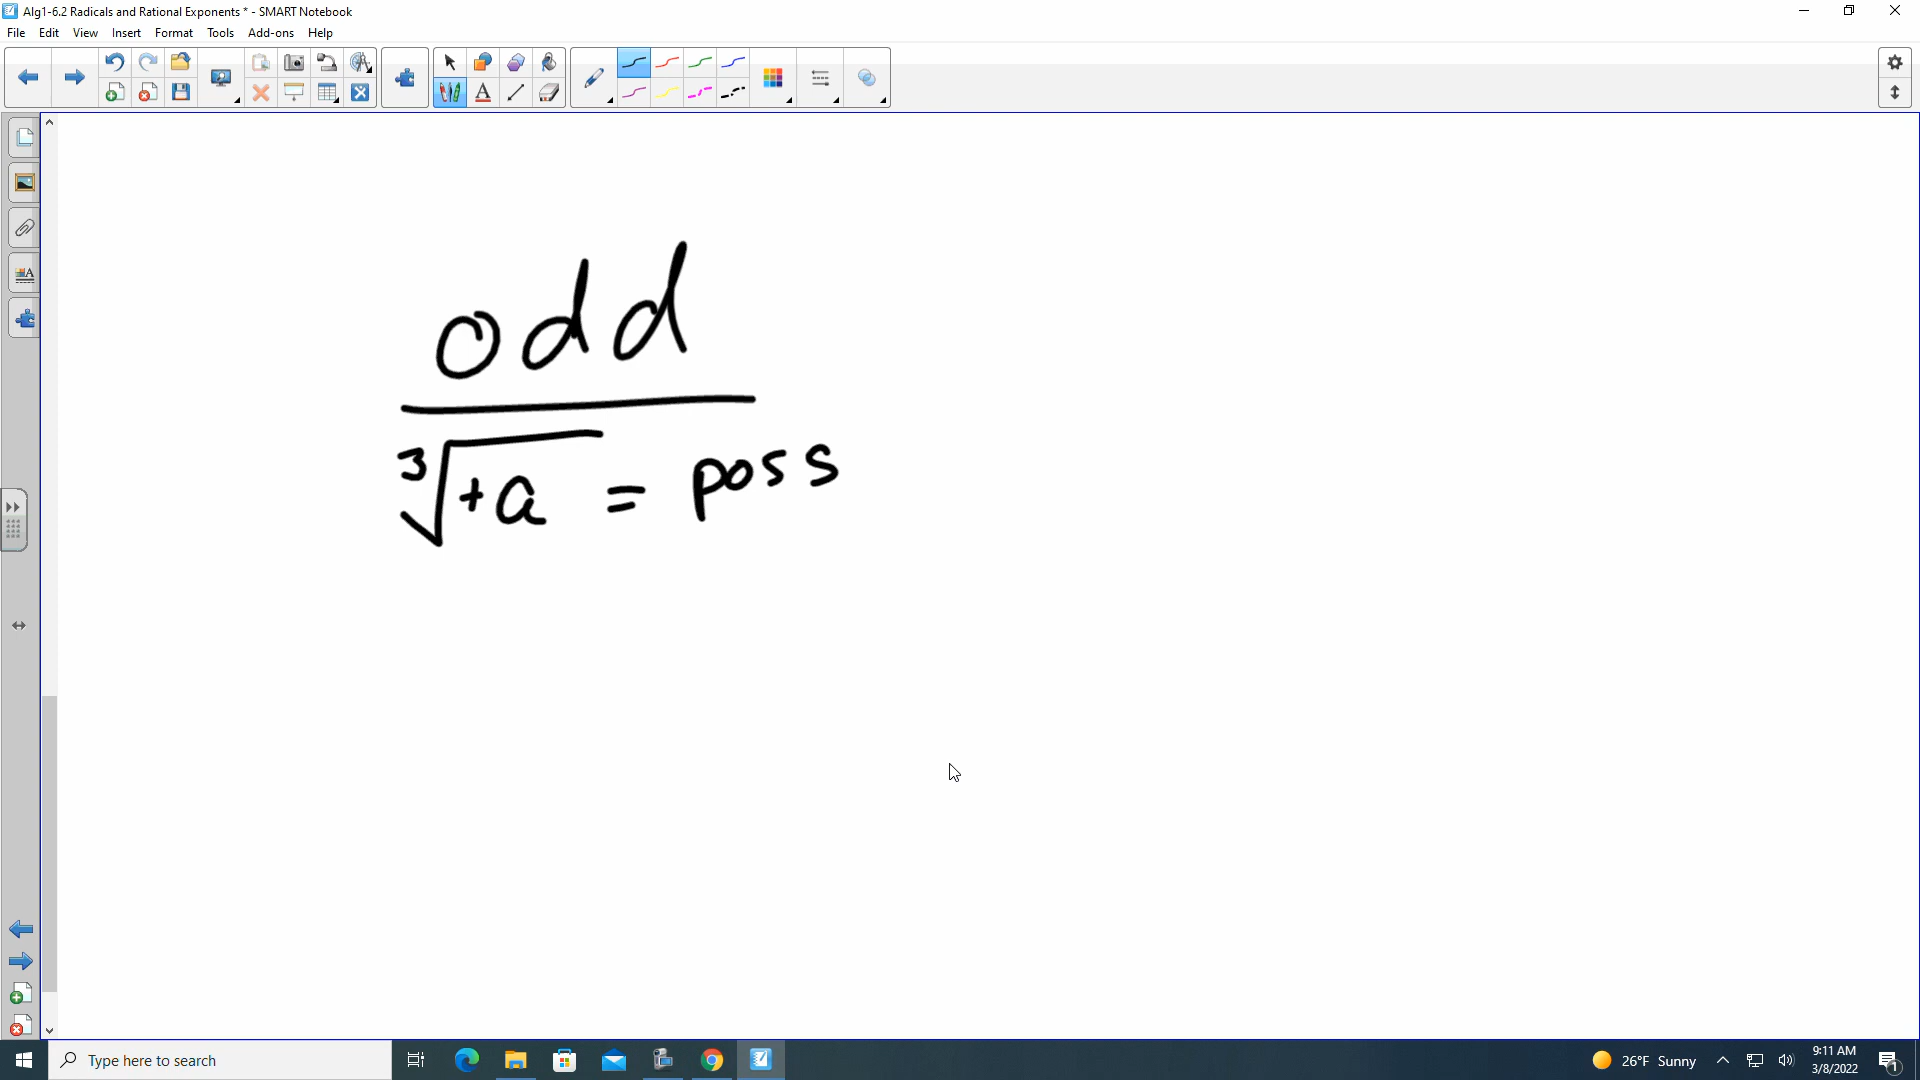 Alg1-6.2 Radicals and Rational Exponents * - SMART Notebook
File Edit View Insert Format Tools Add-ons Help
odd
∛+a = poss
Type here to search
26°F Sunny
9:11 AM
3/8/2022
1